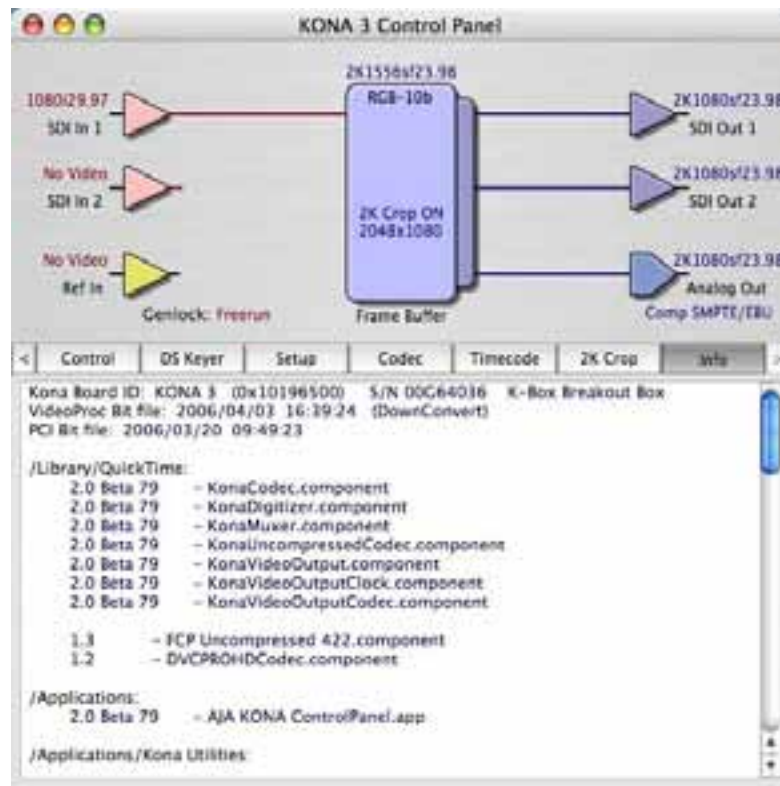 KONA 3 Control Panel
2K1556sf23.98
1080i29.97
SDI In 1
RGB-10b
2K1080sf23.98
SDI Out 1
No Video
SDI In 2
2K Crop ON
2048x1080
2K1080sf23.98
SDI Out 2
No Video
Ref In
2K1080sf23.98
Analog Out
Genlock: Freerun
Frame Buffer
Comp SMPTE/EBU
< Control DS Keyer Setup Codec Timecode 2K Crop Info >
Kona Board ID: KONA 3 (0x10196500) S/N 00G64036 K-Box Breakout Box
VideoProc Bit file: 2006/04/03 16:39:24 (DownConvert)
PCI Bit file: 2006/03/20 09:49:23
/Library/QuickTime:
2.0 Beta 79 - KonaCodec.component
2.0 Beta 79 - KonaDigitizer.component
2.0 Beta 79 - KonaMuxer.component
2.0 Beta 79 - KonaUncompressedCodec.component
2.0 Beta 79 - KonaVideoOutput.component
2.0 Beta 79 - KonaVideoOutputClock.component
2.0 Beta 79 - KonaVideoOutputCodec.component
1.3 - FCP Uncompressed 422.component
1.2 - DVCPROHDCodec.component
/Applications:
2.0 Beta 79 - AJA KONA ControlPanel.app
/Applications/Kona Utilities: